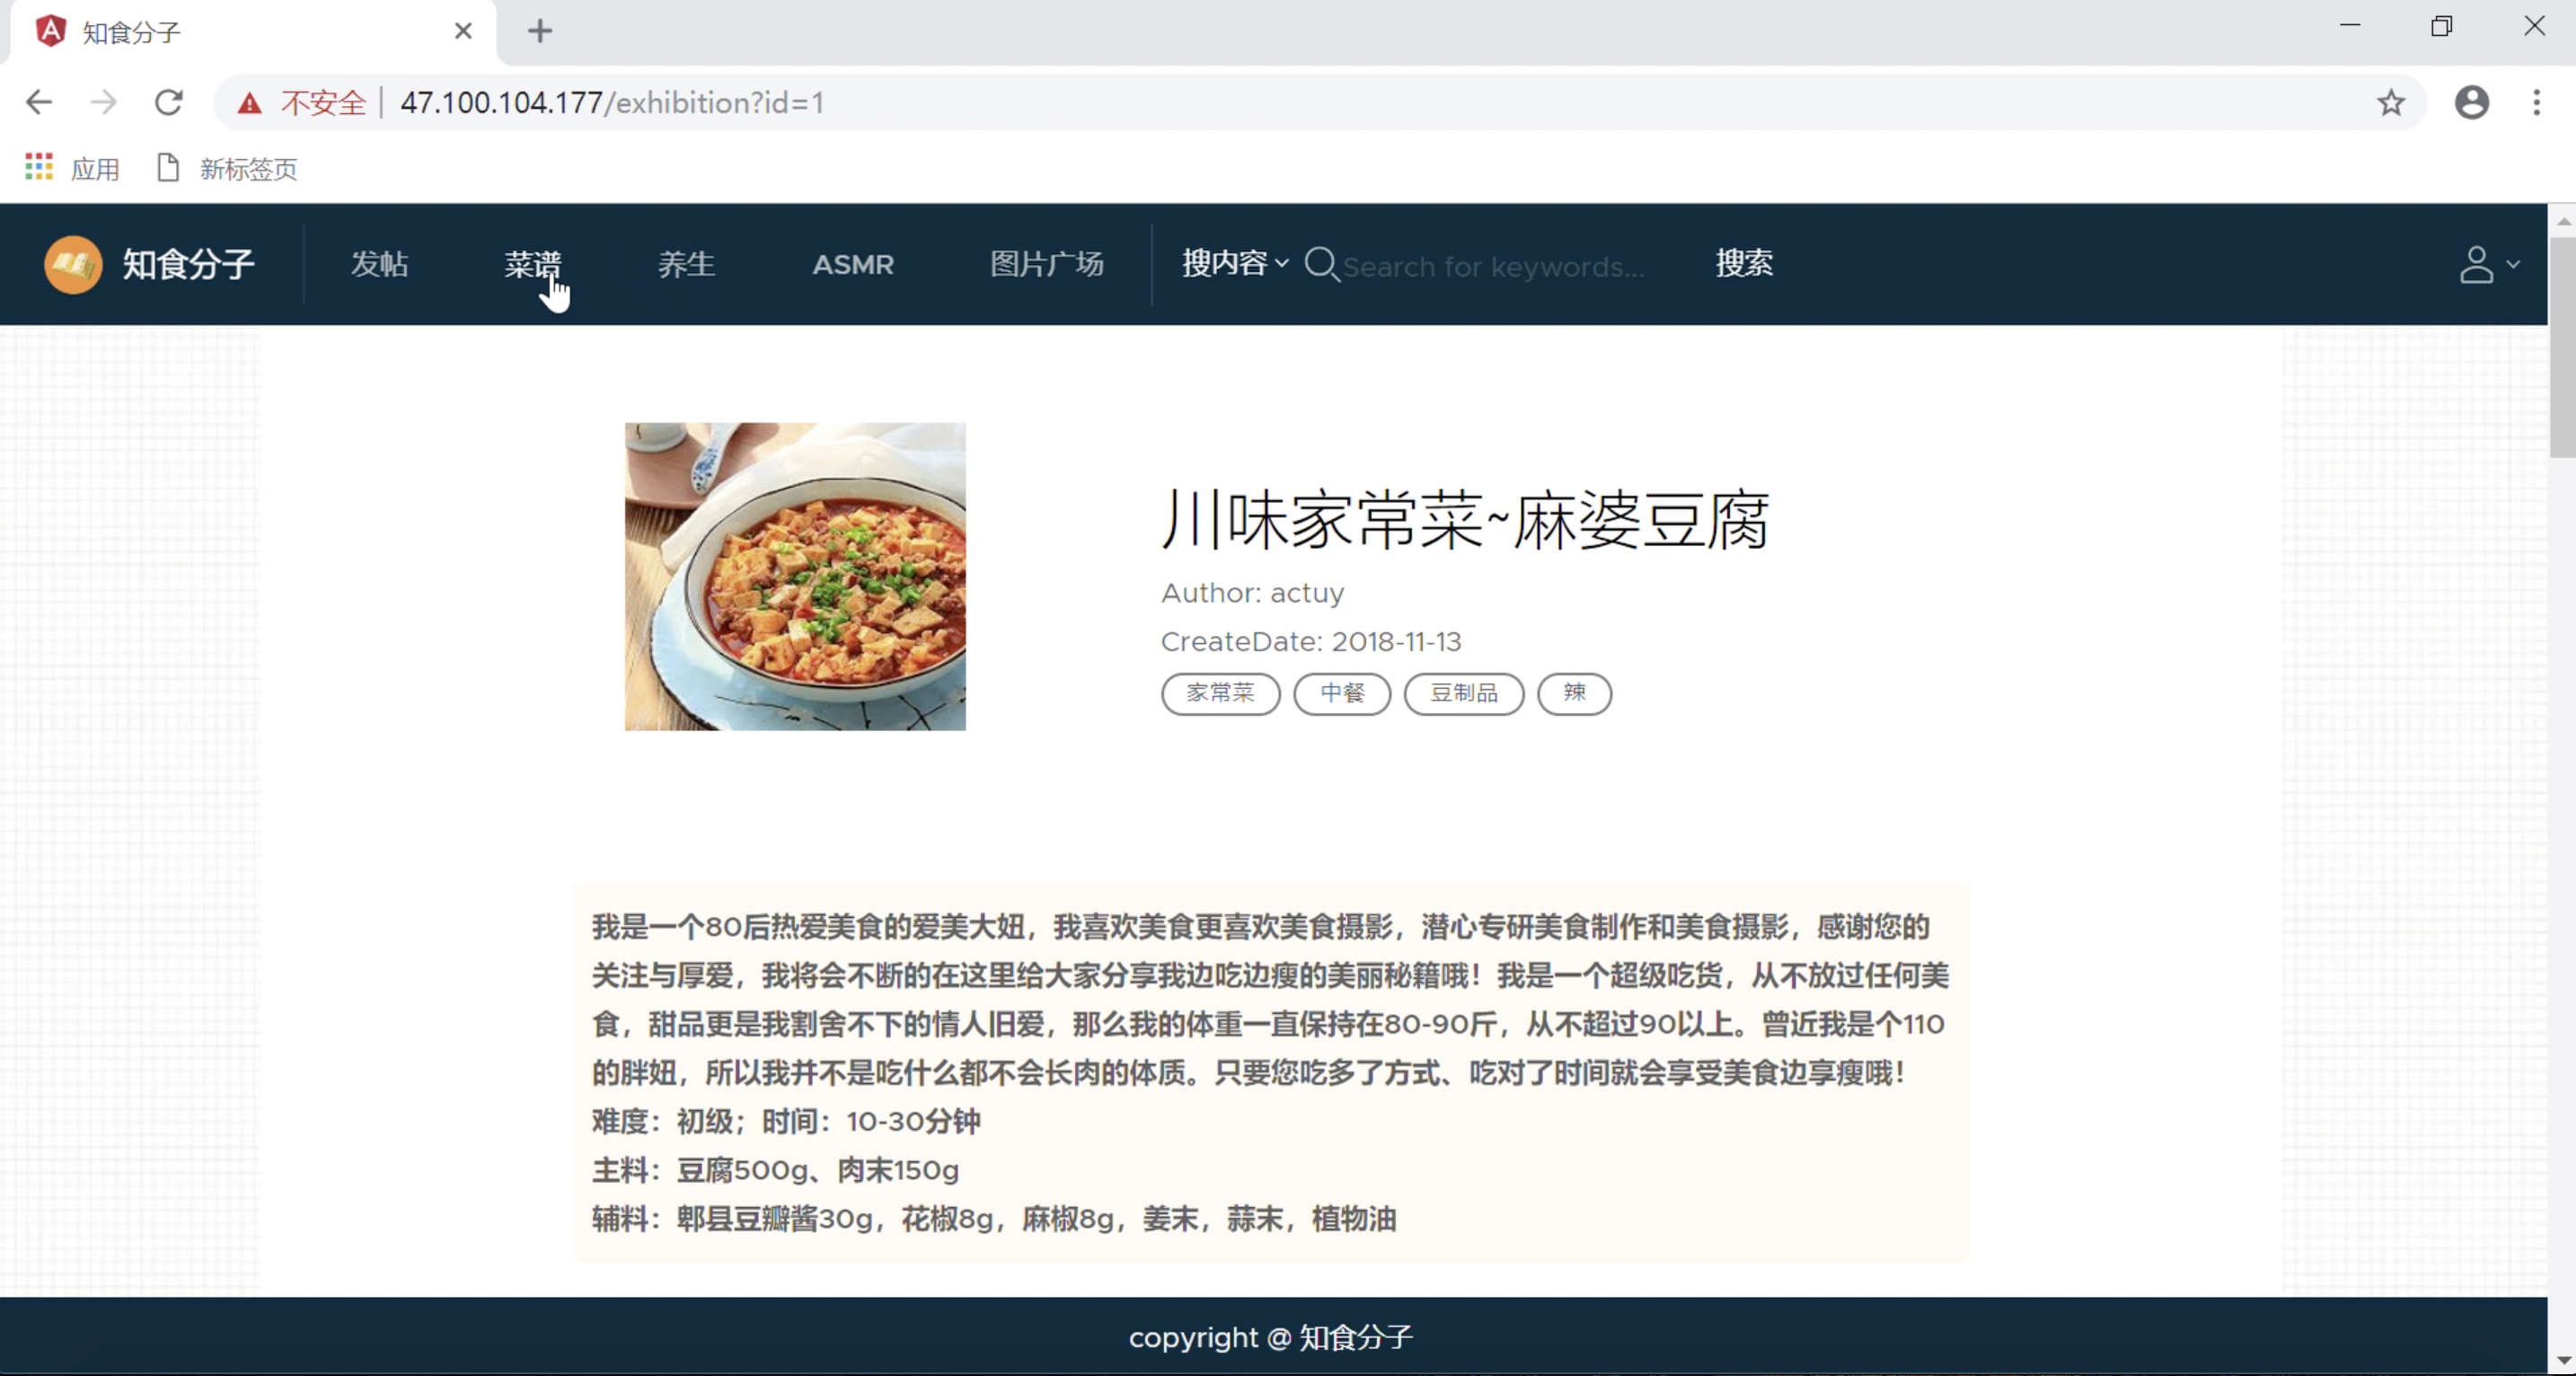 知食分子
不安全 | 47.100.104.177/exhibition?id=1
应用 新标签页
知食分子 发帖 菜谱 养生 ASMR 图片广场 搜内容 Search for keywords... 搜索
川味家常菜~麻婆豆腐
Author: actuy
CreateDate: 2018-11-13
家常菜 中餐 豆制品 辣
我是一个80后热爱美食的爱美大妞，我喜欢美食更喜欢美食摄影，潜心专研美食制作和美食摄影，感谢您的
关注与厚爱，我将会不断的在这里给大家分享我边吃边瘦的美丽秘籍哦！我是一个超级吃货，从不放过任何美
食，甜品更是我割舍不下的情人旧爱，那么我的体重一直保持在80-90斤，从不超过90以上。曾近我是个110
的胖妞，所以我并不是吃什么都不会长肉的体质。只要您吃多了方式、吃对了时间就会享受美食边享瘦哦！
难度：初级；时间：10-30分钟
主料：豆腐500g、肉末150g
辅料：郫县豆瓣酱30g，花椒8g，麻椒8g，姜末，蒜末，植物油
copyright @ 知食分子